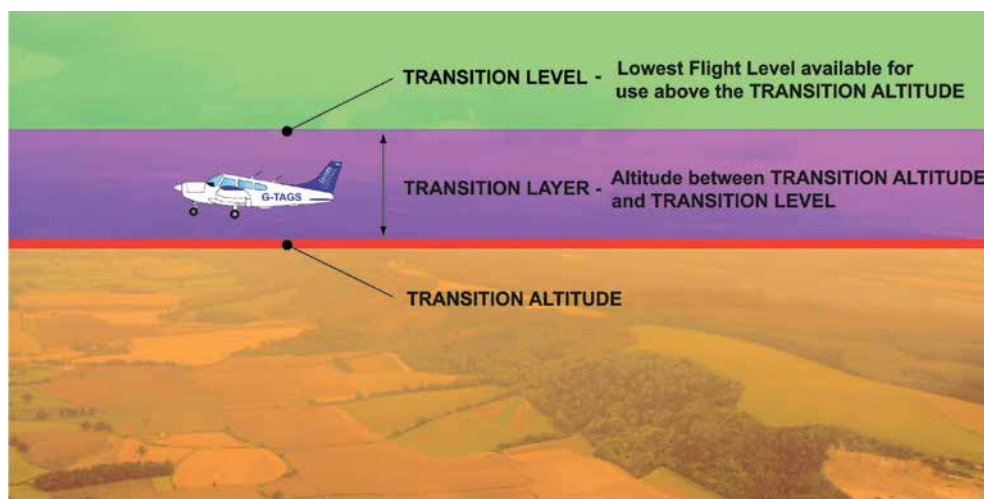 TRANSITION LEVEL - Lowest Flight Level available for
use above the TRANSITION ALTITUDE
G-TAGS
TRANSITION LAYER - Altitude between TRANSITION ALTITUDE
and TRANSITION LEVEL
TRANSITION ALTITUDE